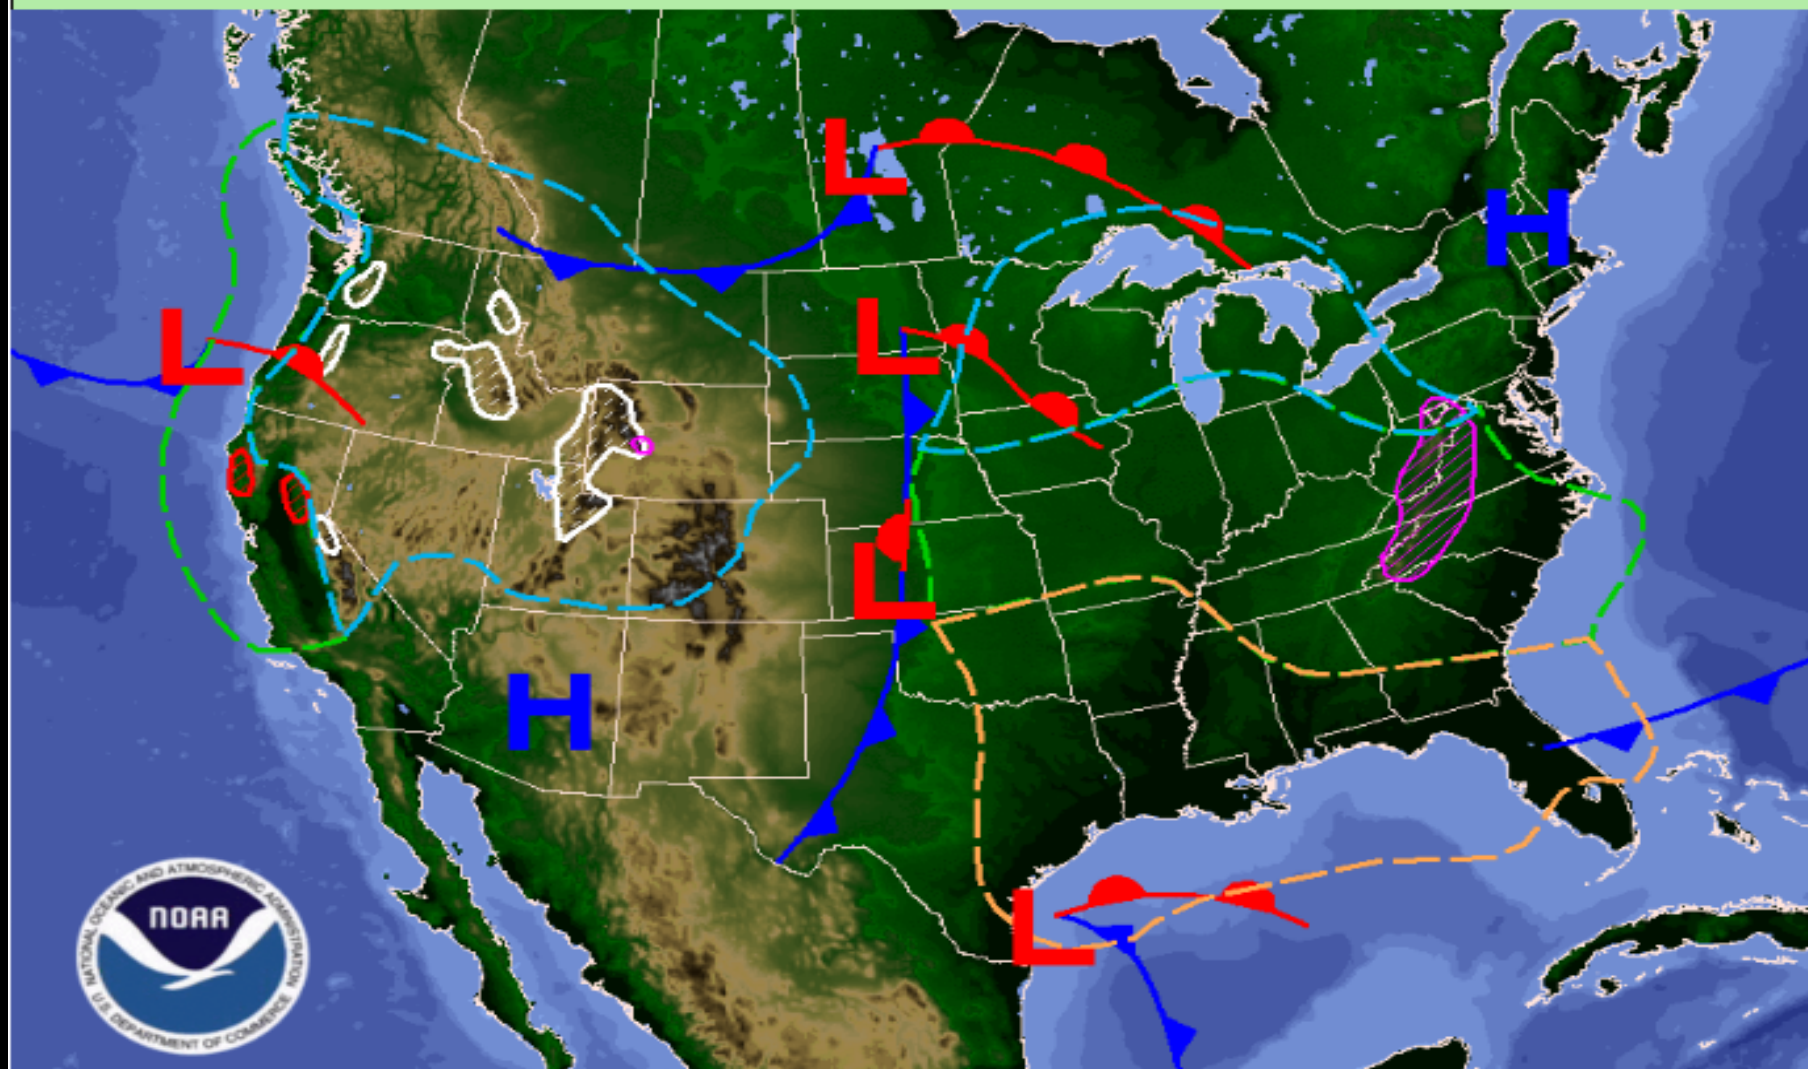 L
H
L
L
L
H
L
NOAA
NATIONAL OCEANIC AND ATMOSPHERIC ADMINISTRATION
U.S. DEPARTMENT OF COMMERCE